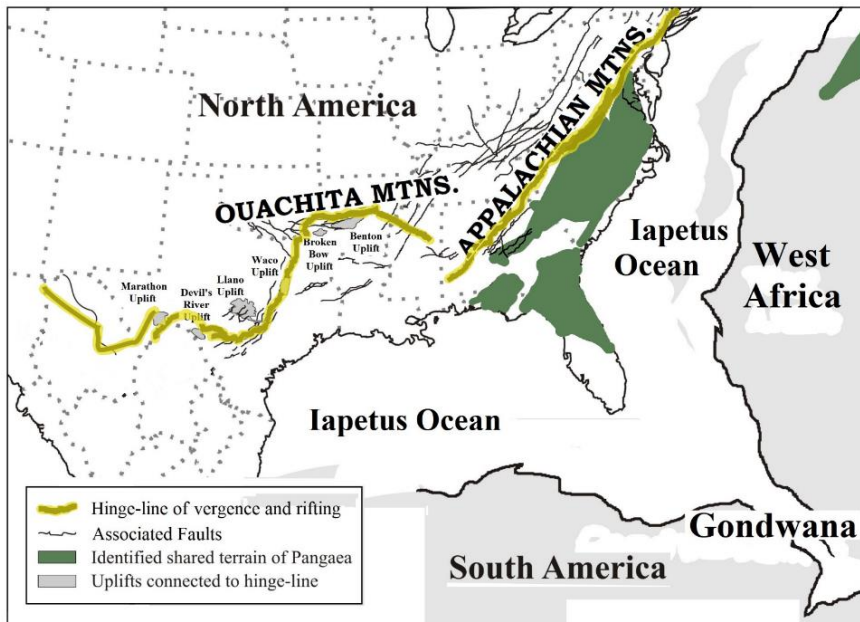 North America
APPALACHIAN MTNS.
OUACHITA MTNS.
Iapetus
Ocean
West
Africa
Broken
Bow
Uplift
Benton
Uplift
Waco
Uplift
Llano
Uplift
Devil's
River
Uplift
Marathon
Uplift
Iapetus Ocean
Gondwana
South America
Hinge-line of vergence and rifting
Associated Faults
Identified shared terrain of Pangaea
Uplifts connected to hinge-line